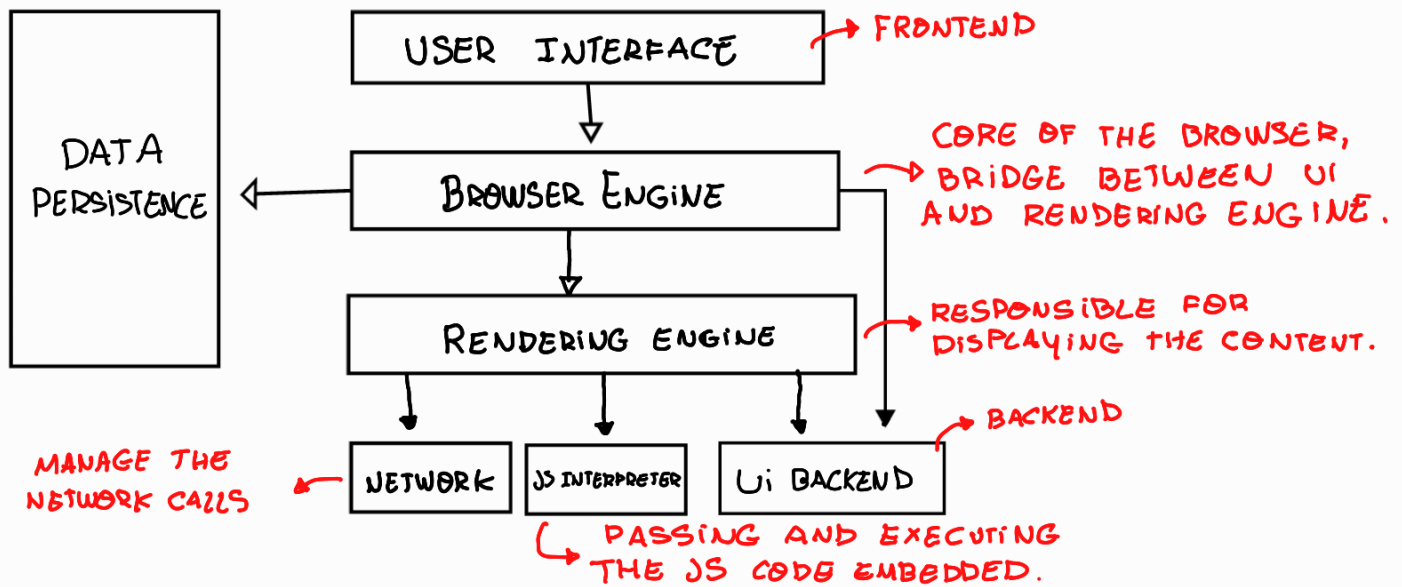 USER INTERFACE
FRONTEND
DATA
PERSISTENCE
BROWSER ENGINE
CORE OF THE BROWSER,
BRIDGE BETWEEN UI
AND RENDERING ENGINE.
RENDERING ENGINE
RESPONSIBLE FOR
DISPLAYING THE CONTENT.
BACKEND
MANAGE THE
NETWORK CALLS
NETWORK
JS INTERPRETER
Ui BACKEND
PASSING AND EXECUTING
THE JS CODE EMBEDDED.